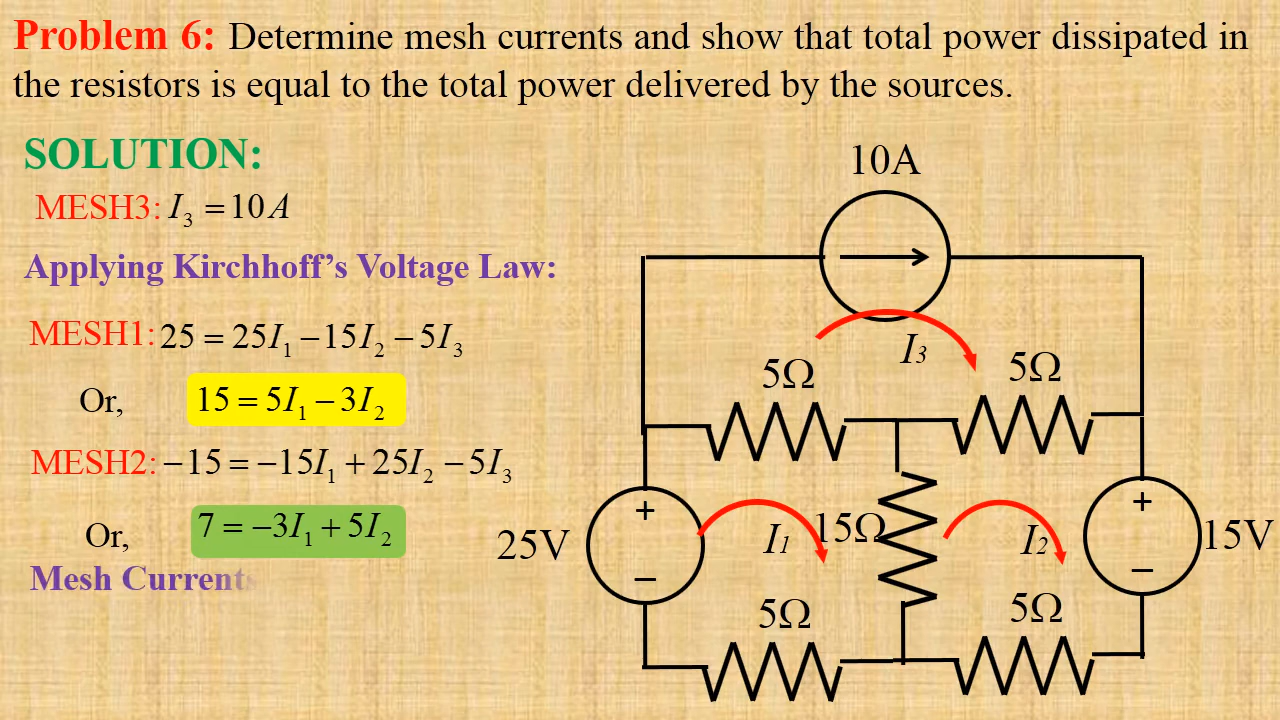 Problem 6: Determine mesh currents and show that total power dissipated in
the resistors is equal to the total power delivered by the sources.
SOLUTION:
MESH3: I₃ = 10 A
Applying Kirchhoff’s Voltage Law:
MESH1: 25 = 25I₁ − 15I₂ − 5I₃
Or, 15 = 5I₁ − 3I₂
MESH2: −15 = −15I₁ + 25I₂ − 5I₃
Or, 7 = −3I₁ + 5I₂
Mesh Currents
10A
I₃
5Ω
5Ω
+
+
25V
I₁
15Ω
I₂
15V
−
−
5Ω
5Ω